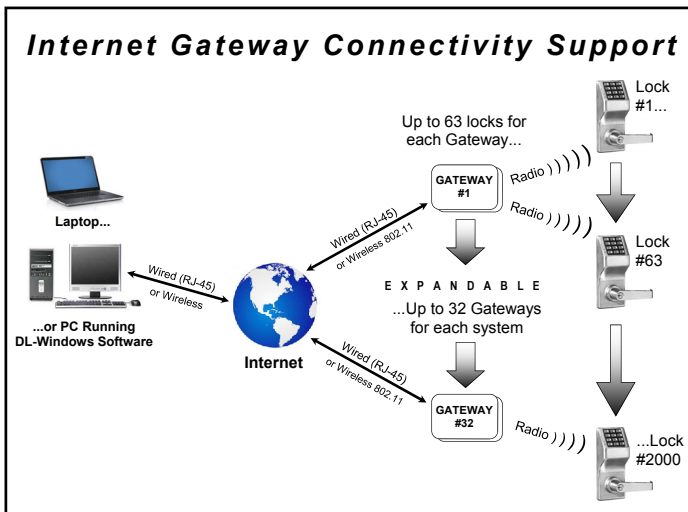 Internet Gateway Connectivity Support
Up to 63 locks for
each Gateway...
Lock
#1...
Laptop...
...or PC Running
DL-Windows Software
Wired (RJ-45)
or Wireless
Internet
Wired (RJ-45)
or Wireless 802.11
GATEWAY
#1
Radio
Radio
Lock
#63
EXPANDABLE
...Up to 32 Gateways
for each system
Wired (RJ-45)
or Wireless 802.11
GATEWAY
#32
Radio
...Lock
#2000